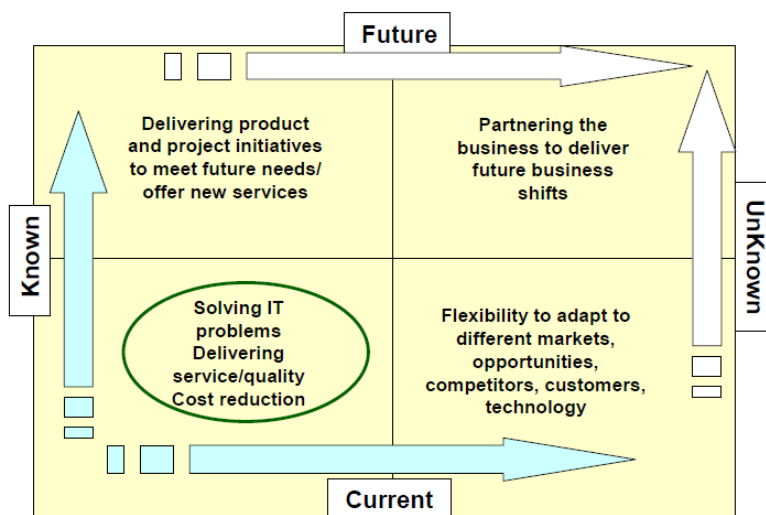 Future
Delivering product
and project initiatives
to meet future needs/
offer new services
Partnering the
business to deliver
future business
shifts
Known
UnKnown
Solving IT
problems
Delivering
service/quality
Cost reduction
Flexibility to adapt to
different markets,
opportunities,
competitors, customers,
technology
Current